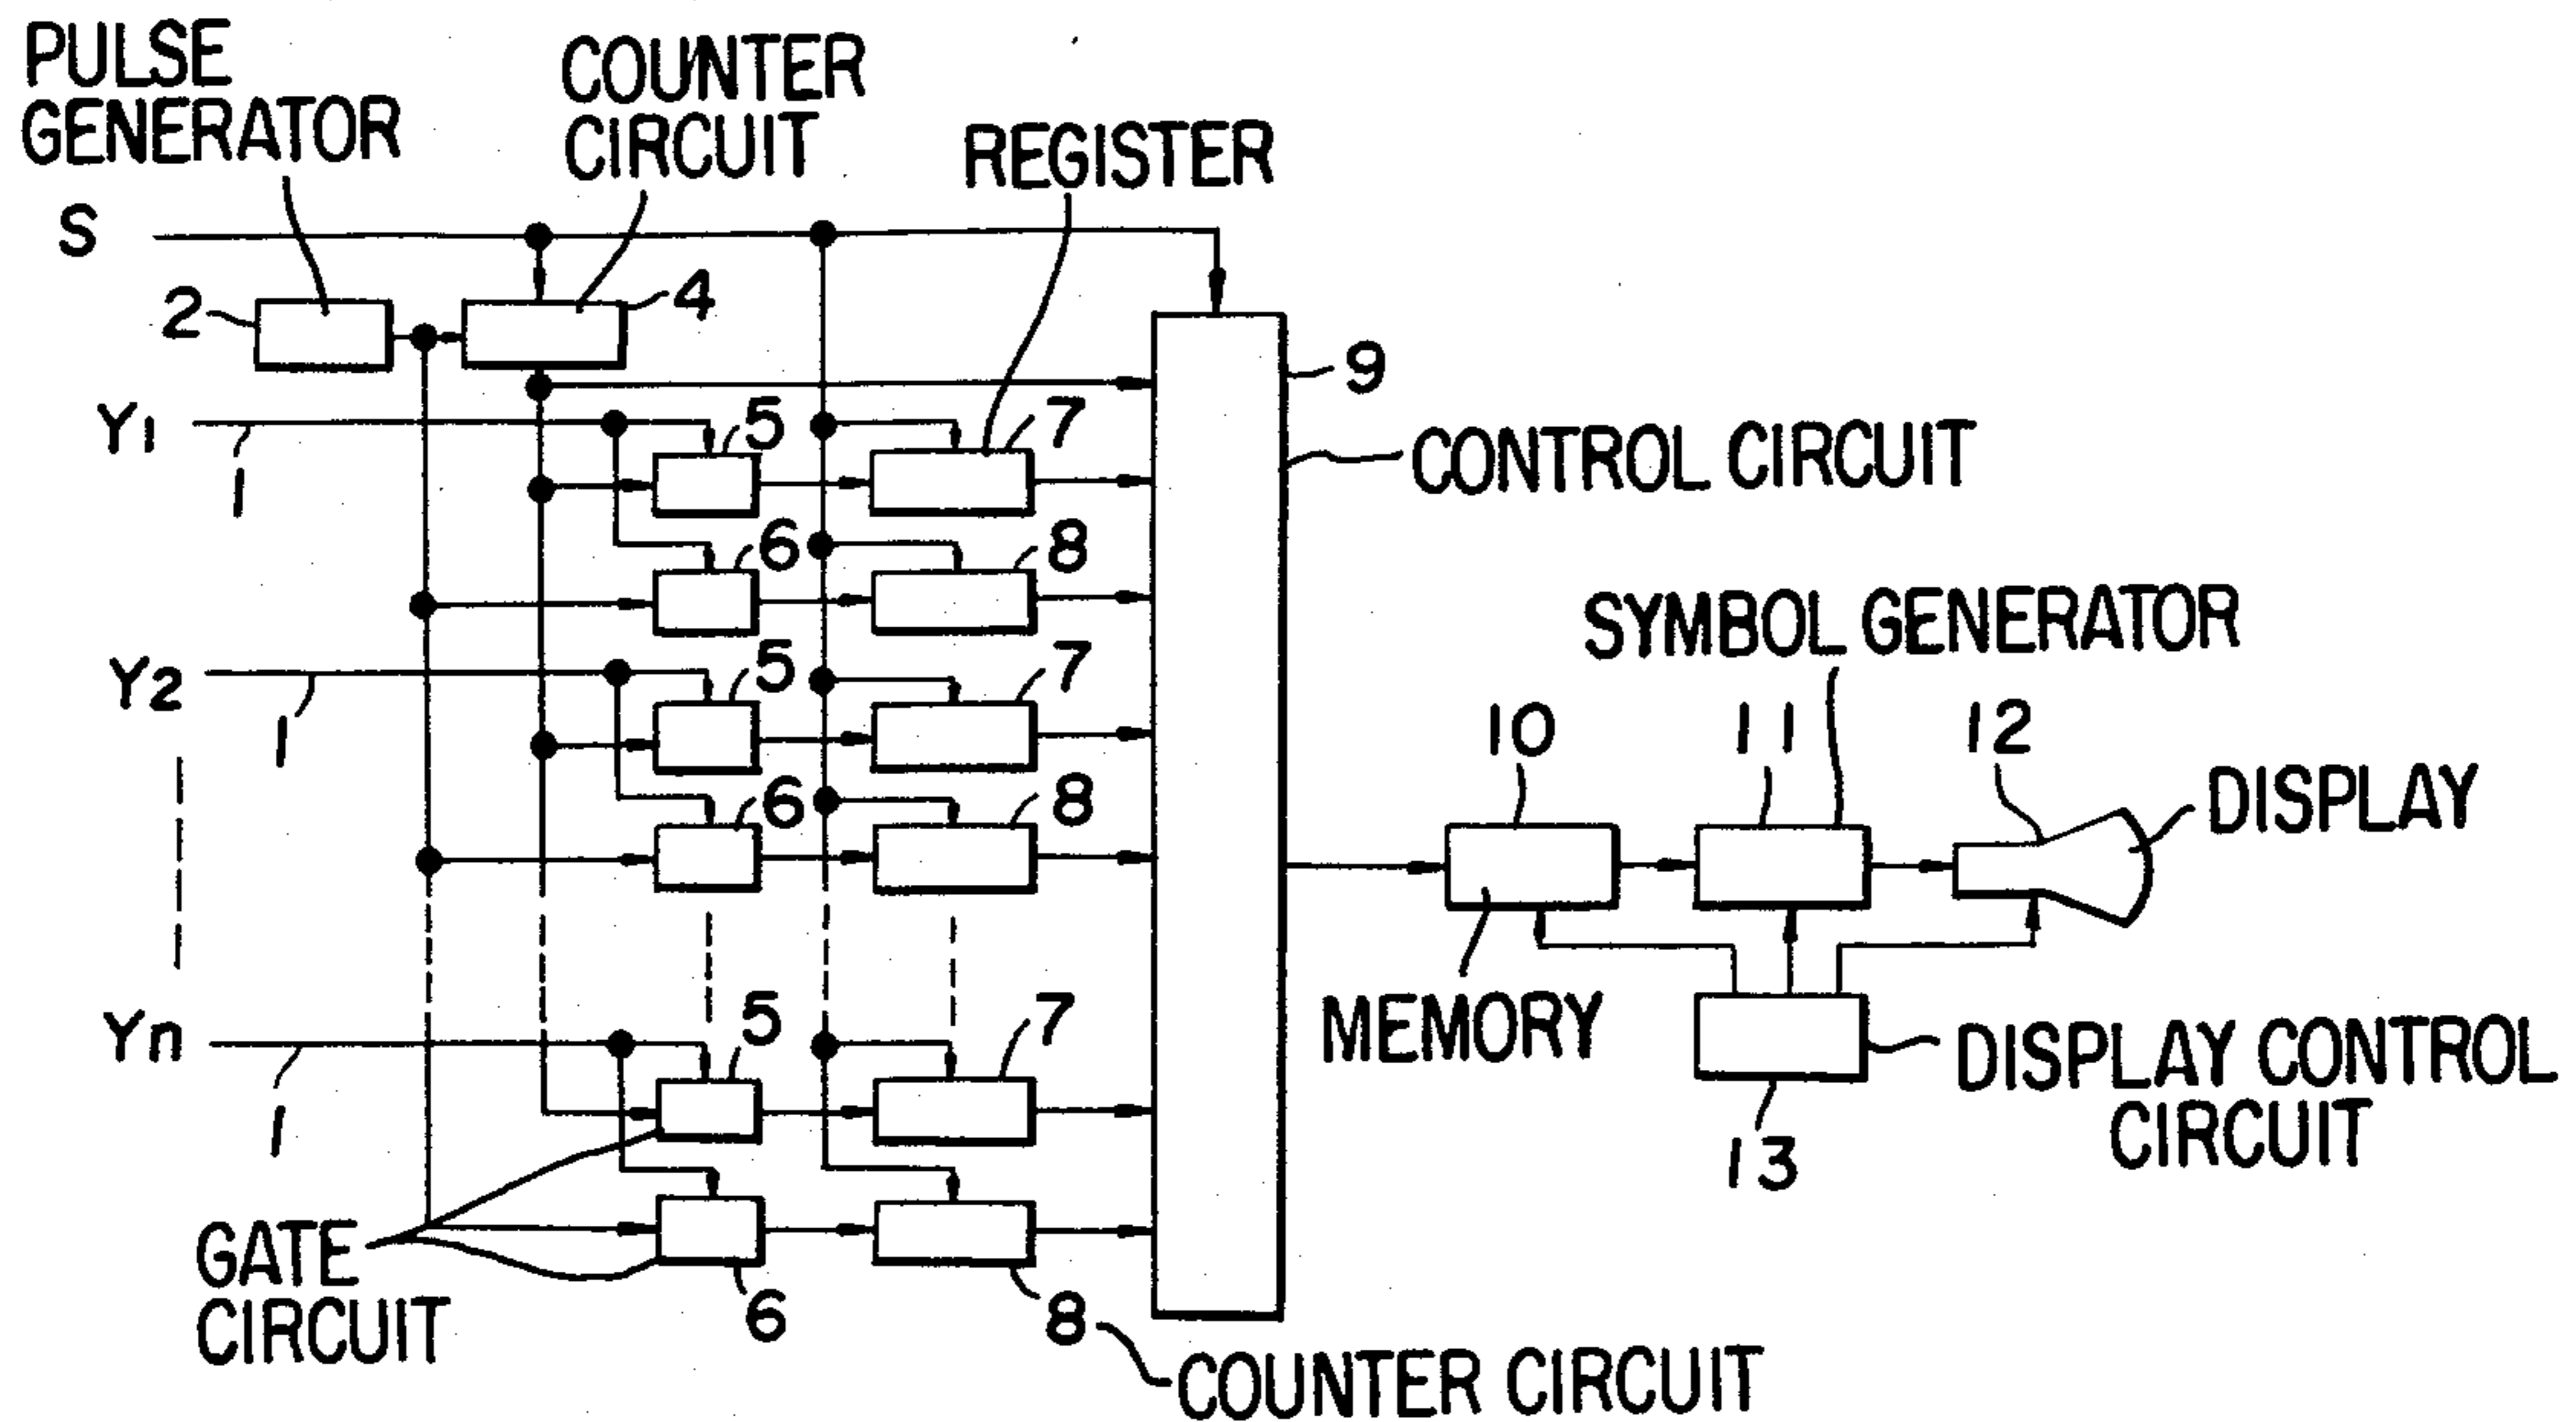 PULSE
GENERATOR
COUNTER
CIRCUIT
REGISTER
S
2
4
9
Y1
1
5
7
CONTROL CIRCUIT
6
8
SYMBOL GENERATOR
Y2
1
5
7
10
11
12
DISPLAY
6
8
Yn
1
5
7
MEMORY
DISPLAY CONTROL
CIRCUIT
13
GATE
CIRCUIT
6
8
COUNTER CIRCUIT